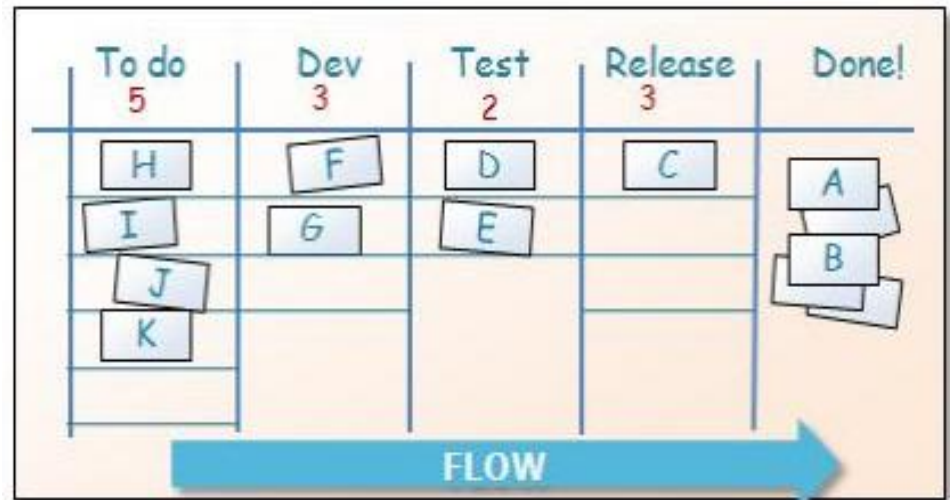 To do Dev Test Release Done!
5 3 2 3
H F D C A
I G E
J B
K
FLOW